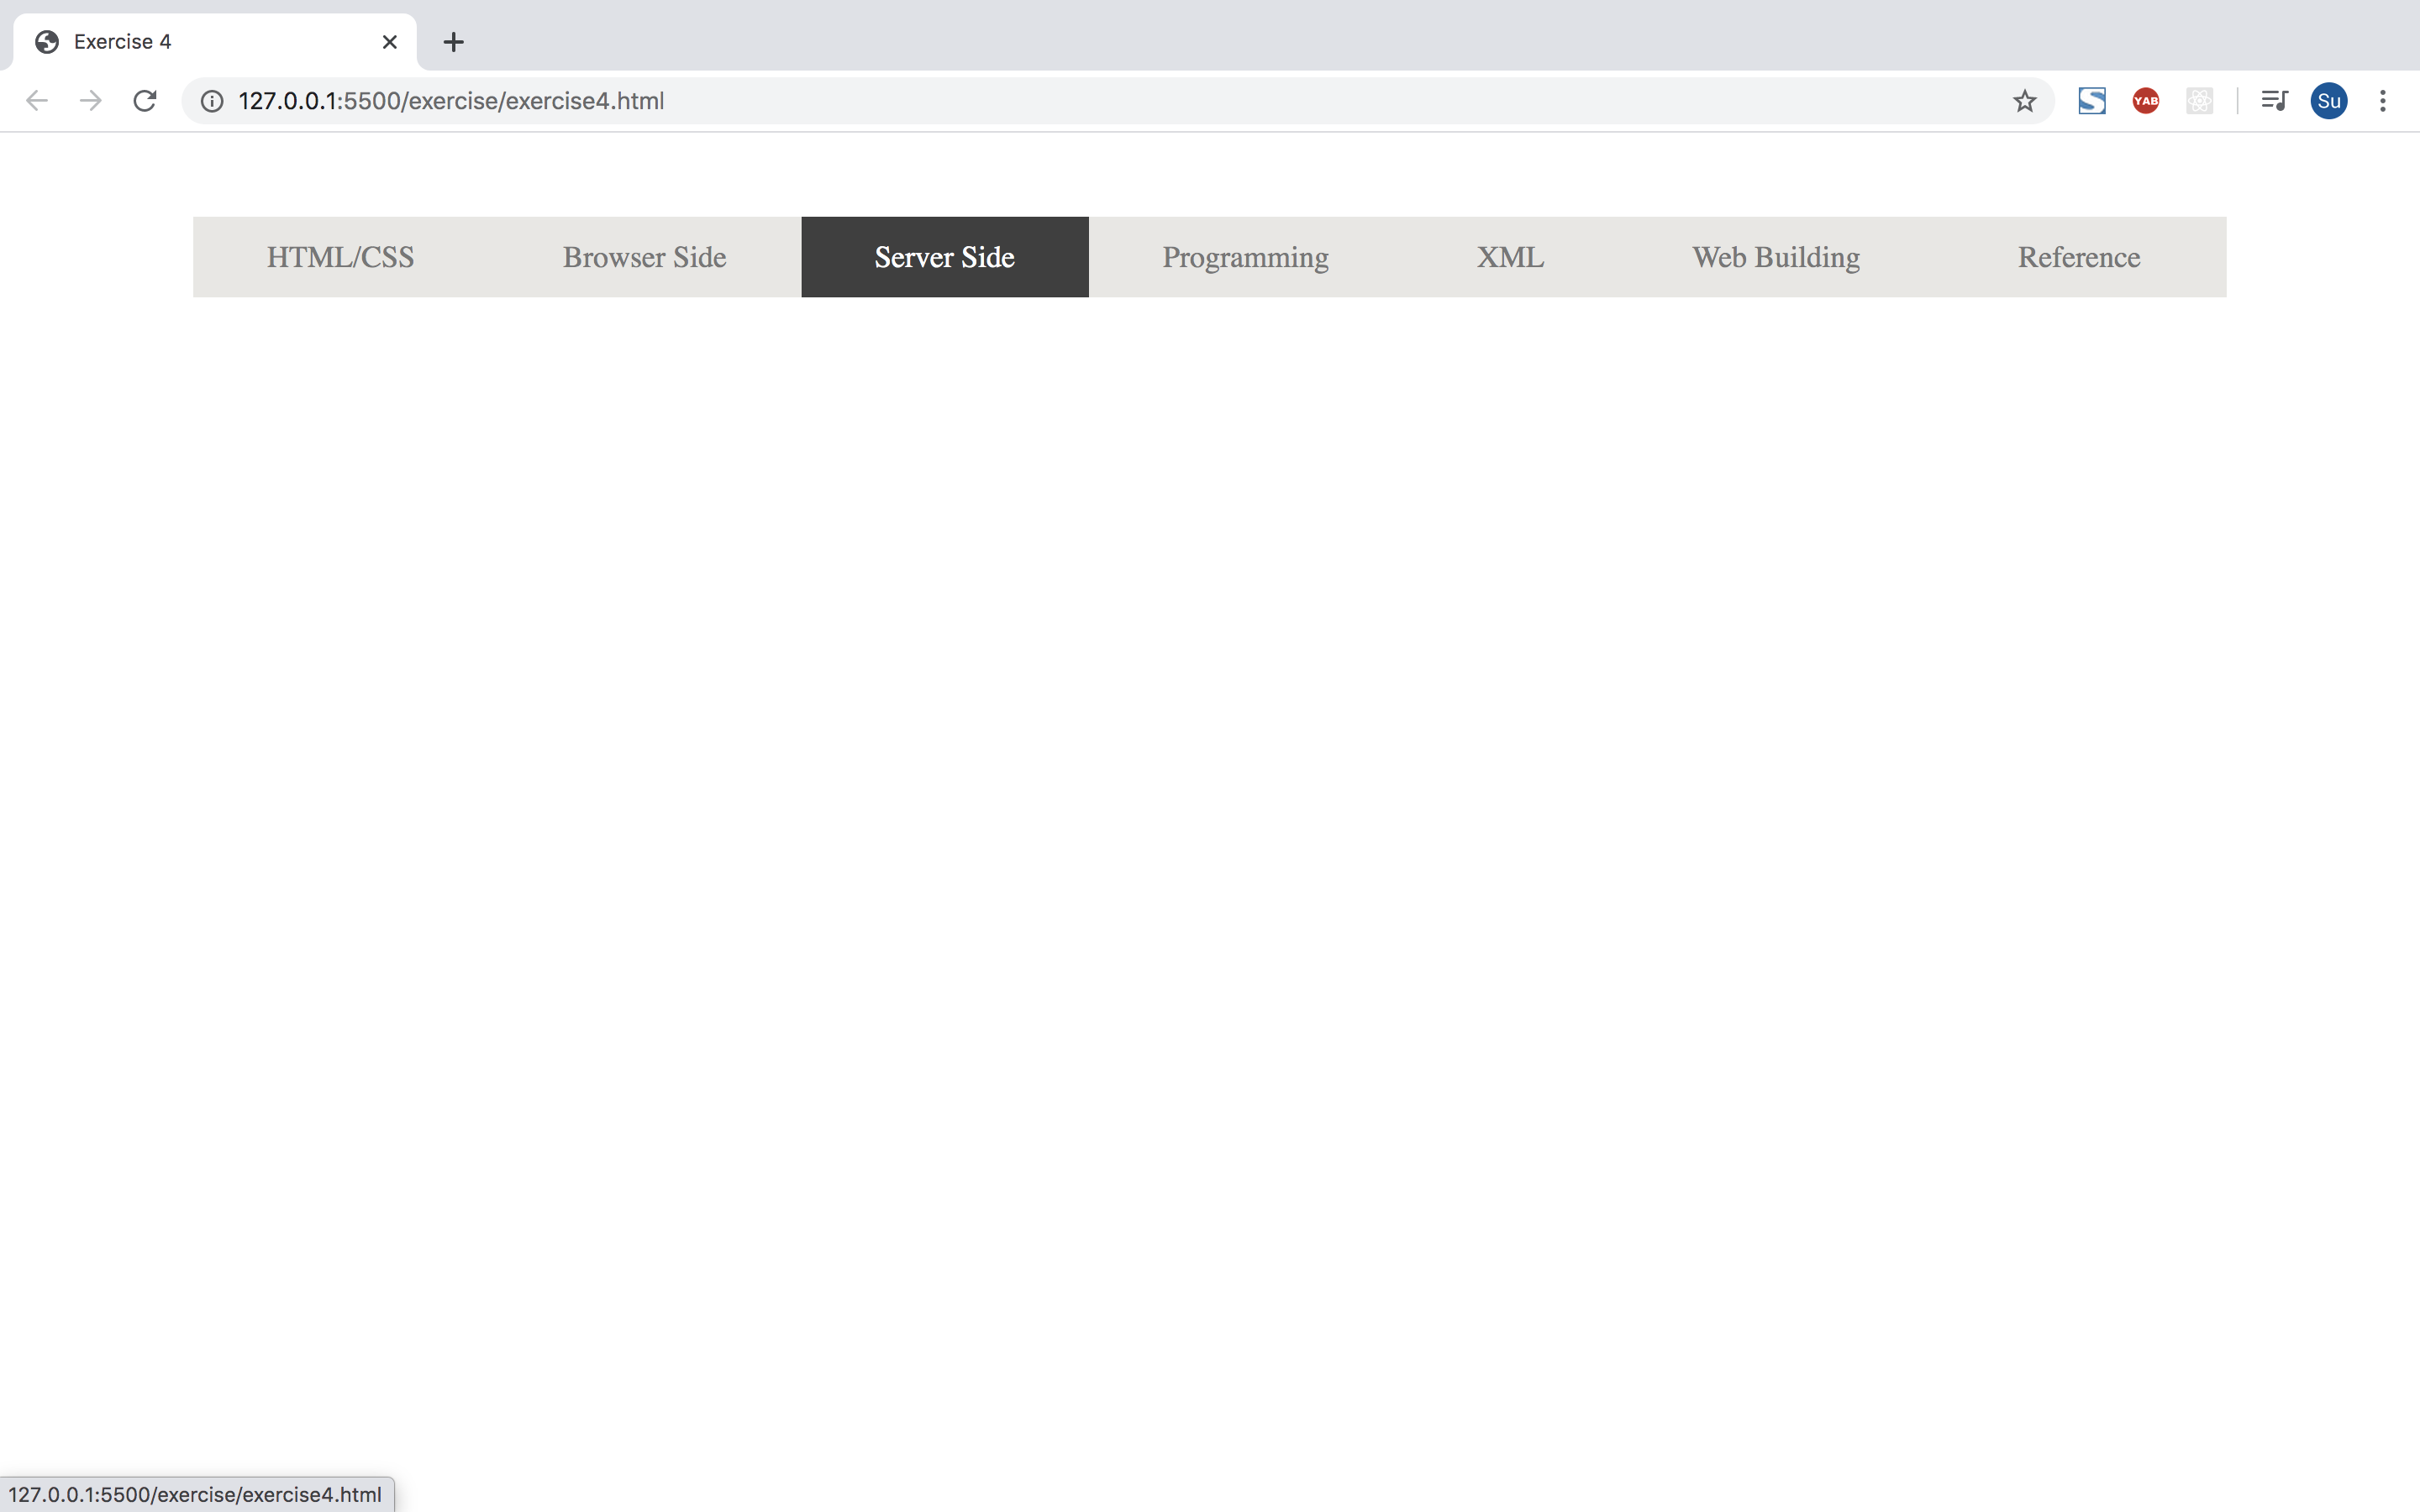 Exercise 4
127.0.0.1:5500/exercise/exercise4.html
YAB
Su
HTML/CSS Browser Side Server Side Programming XML Web Building Reference
127.0.0.1:5500/exercise/exercise4.html